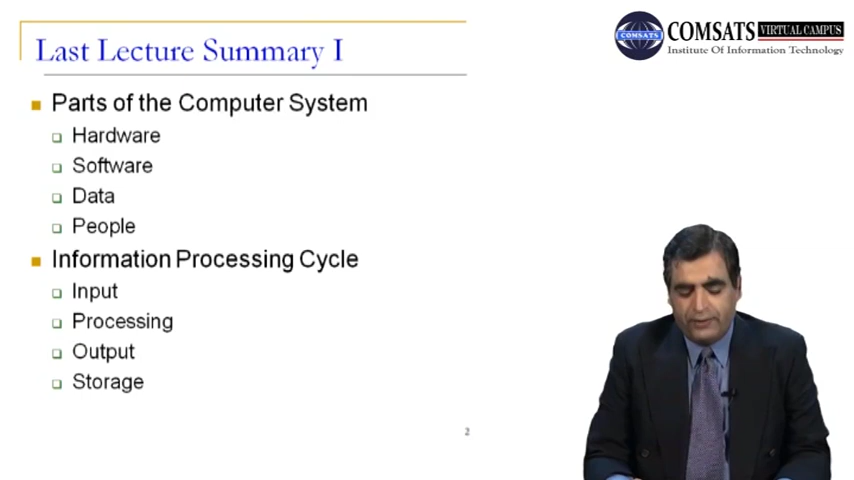 Last Lecture Summary I
Parts of the Computer System
Hardware
Software
Data
People
Information Processing Cycle
Input
Processing
Output
Storage
2
COMSATS
COMSATS VIRTUAL CAMPUS
Institute Of Information Technology